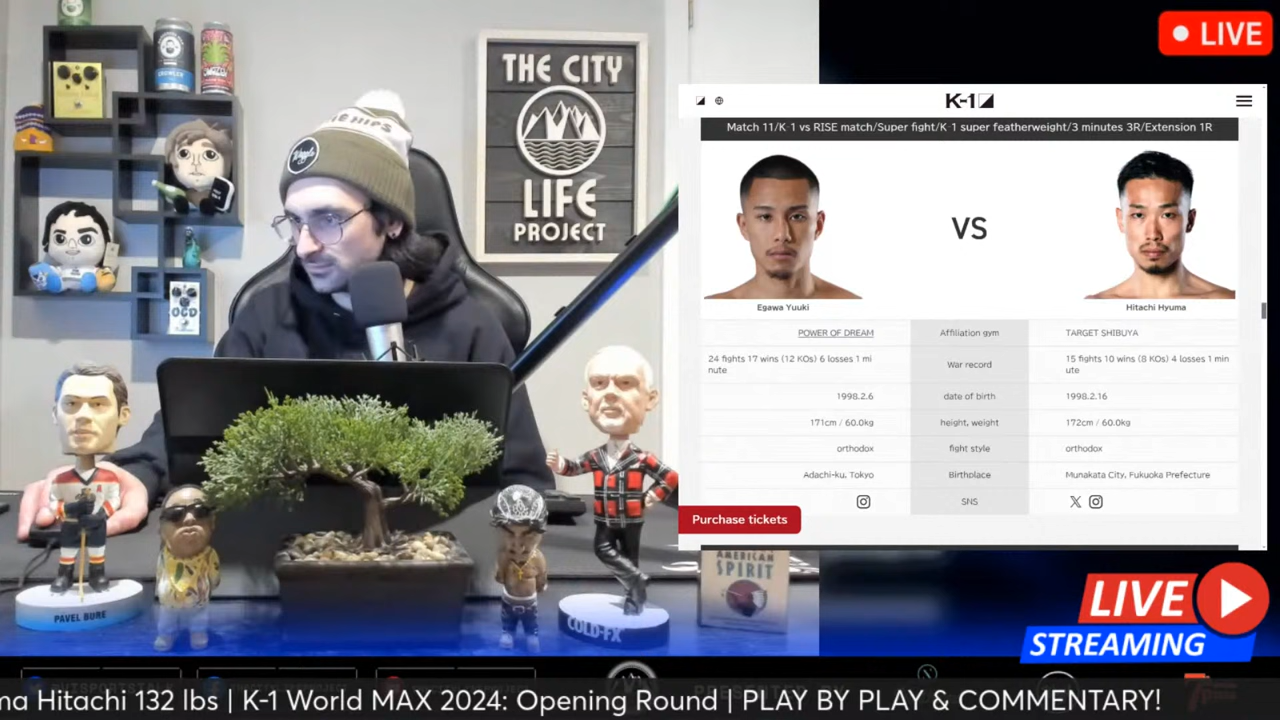 LIVE
THE CITY
LIFE
PROJECT
OCD
K-1
Match 11/K-1 vs RISE match/Super fight/K-1 super featherweight/3 minutes 3R/Extension 1R
VS
Egawa Yuuki
Hitachi Hyuma
POWER OF DREAM
Affiliation gym
TARGET SHIBUYA
24 fights 17 wins (12 KOs) 6 losses 1 mi
nute
War record
15 fights 10 wins (8 KOs) 4 losses 1 min
ute
1998.2.6
date of birth
1998.2.16
171cm / 60.0kg
height, weight
172cm / 60.0kg
orthodox
fight style
orthodox
Adachi-ku, Tokyo
Birthplace
Munakata City, Fukuoka Prefecture
SNS
Purchase tickets
AMERICAN
SPIRIT
PAVEL BURE
COLD-FX
LIVE
STREAMING
ma Hitachi 132 lbs | K-1 World MAX 2024: Opening Round | PLAY BY PLAY & COMMENTARY!